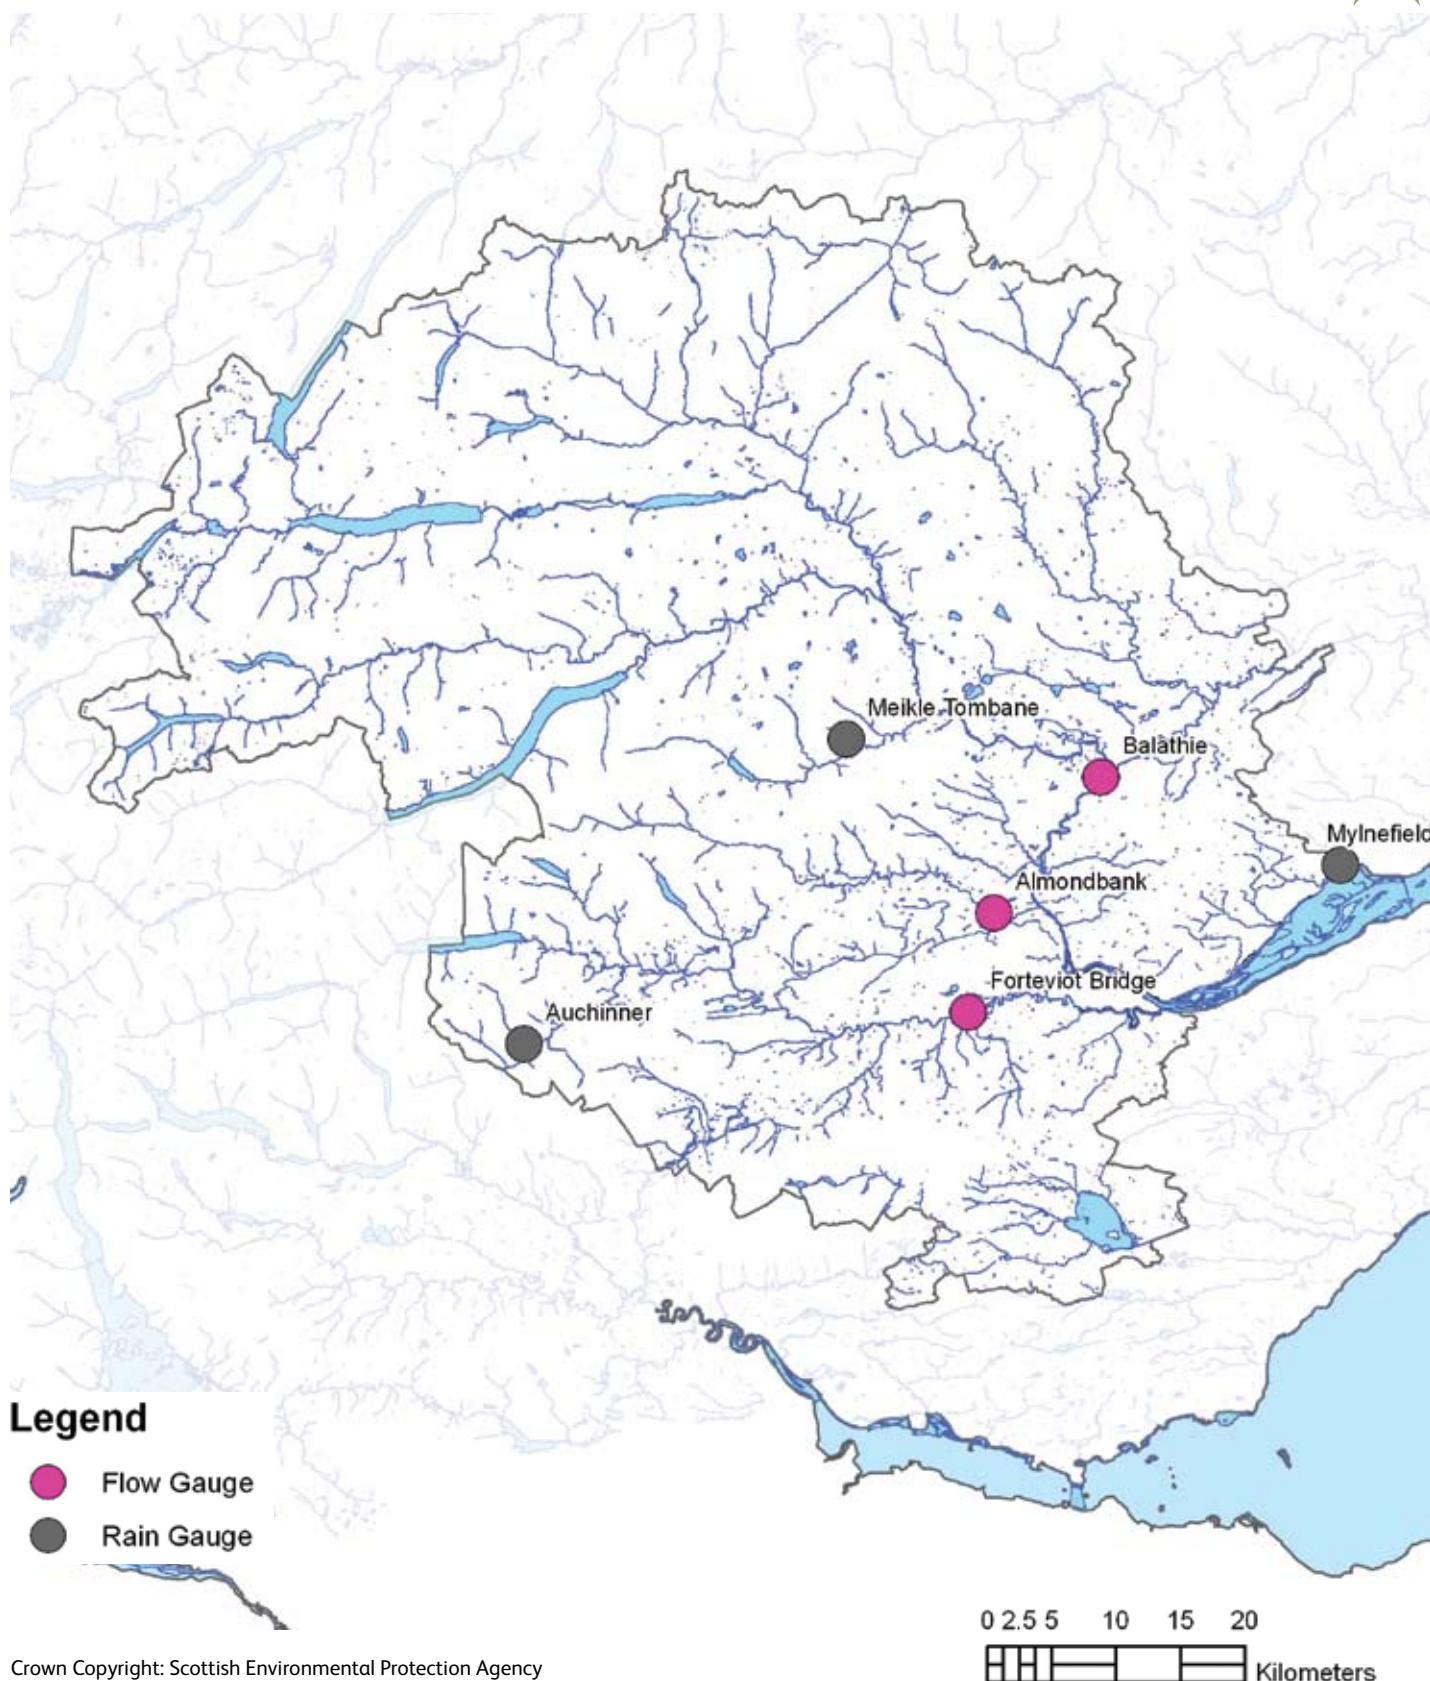 Meikle Tombane
Balathie
Mylnefield
Almondbank
Forteviot Bridge
Auchinner
Legend
Flow Gauge
Rain Gauge
0 2.5 5 10 15 20
Kilometers
Crown Copyright: Scottish Environmental Protection Agency